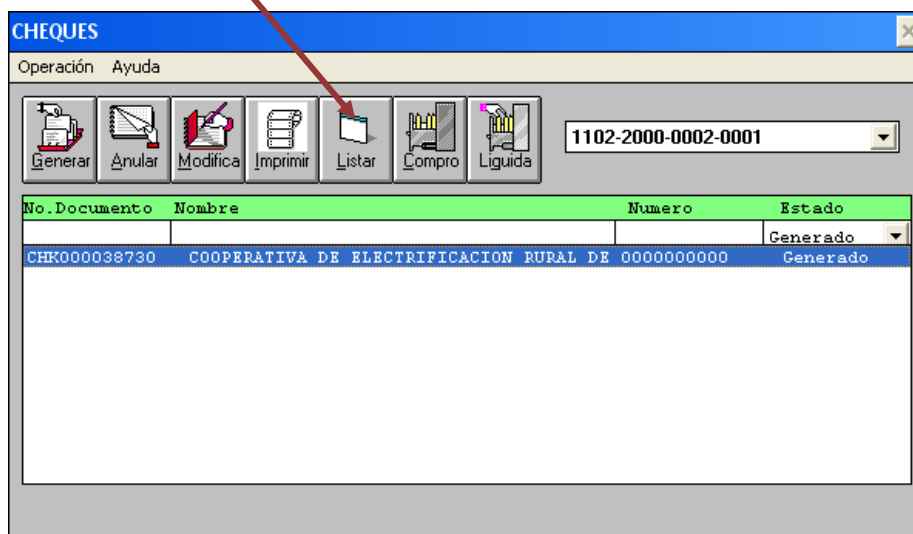 CHEQUES
Operación Ayuda
Generar Anular Modifica Imprimir Listar Compro Liguida
1102-2000-0002-0001
No.Documento Nombre Numero Estado
Generado
CHK000038730 COOPERATIVA DE ELECTRIFICACION RURAL DE 0000000000 Generado